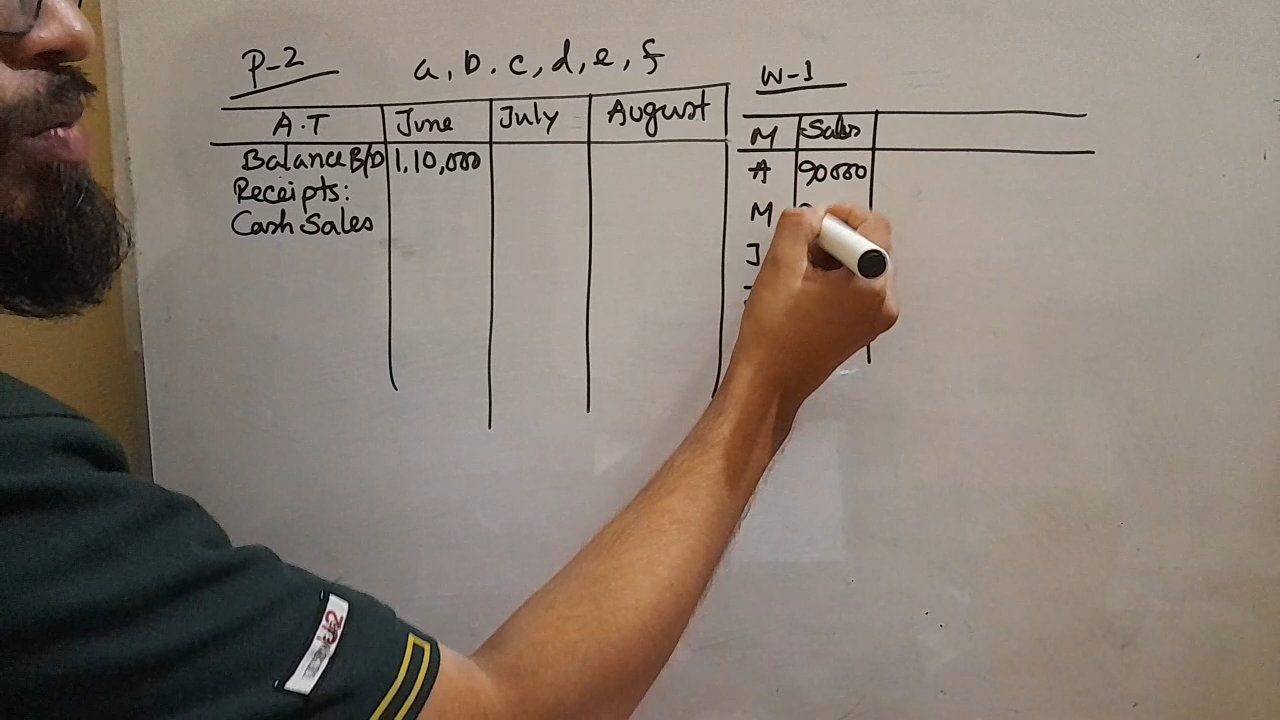 P-2 a, b. c, d, e, f
A.T June July August
Balance B/D 1,10,000
Receipts:
Cash Sales
W-1
M Sales
A 90000
M
J